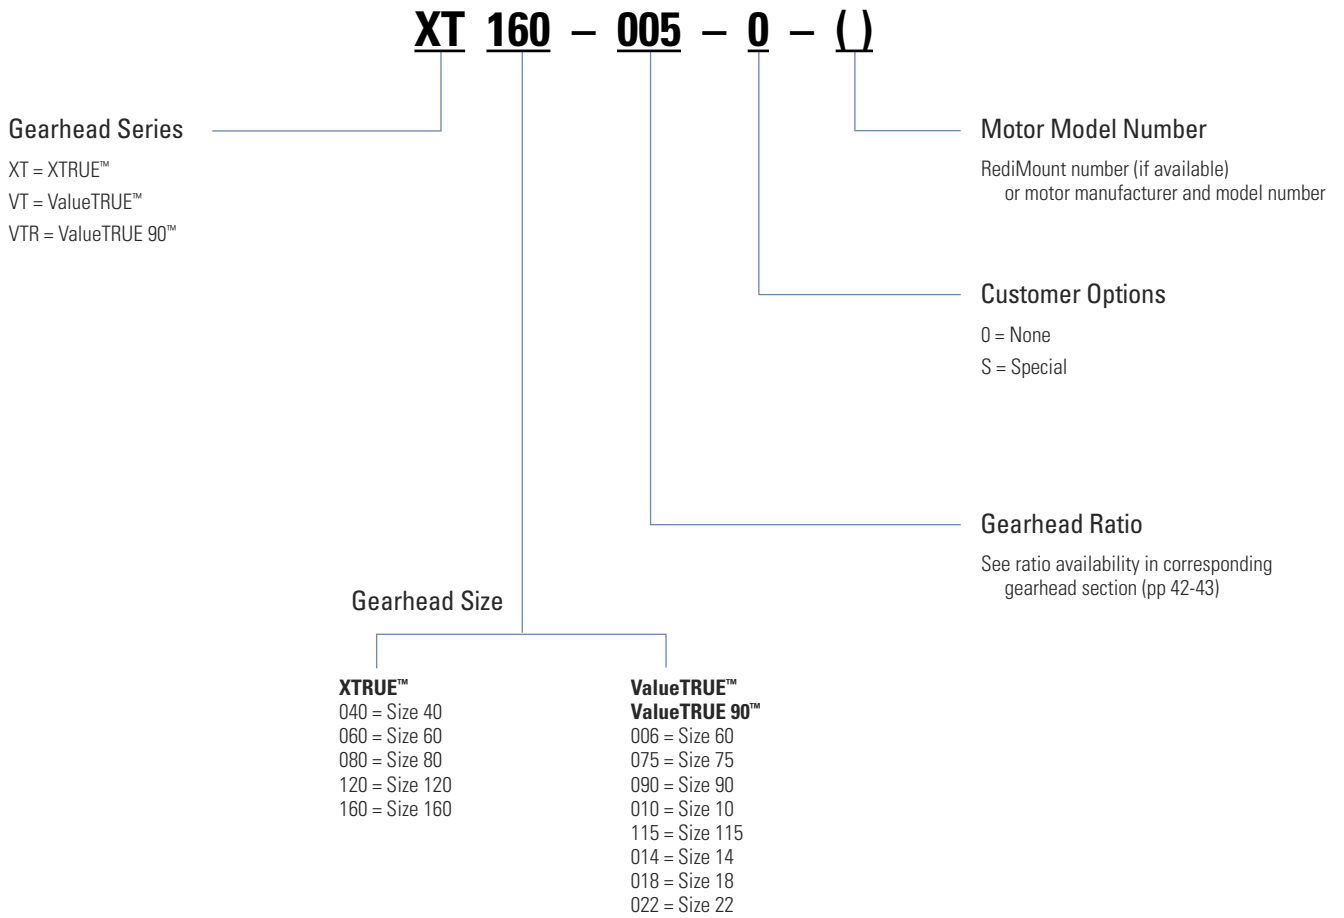 XT 160 – 005 – 0 – ( )
Gearhead Series
XT = XTRUE™
VT = ValueTRUE™
VTR = ValueTRUE 90™
Motor Model Number
RediMount number (if available)
or motor manufacturer and model number
Customer Options
0 = None
S = Special
Gearhead Ratio
See ratio availability in corresponding
gearhead section (pp 42-43)
Gearhead Size
XTRUE™
040 = Size 40
060 = Size 60
080 = Size 80
120 = Size 120
160 = Size 160
ValueTRUE™
ValueTRUE 90™
006 = Size 60
075 = Size 75
090 = Size 90
010 = Size 10
115 = Size 115
014 = Size 14
018 = Size 18
022 = Size 22